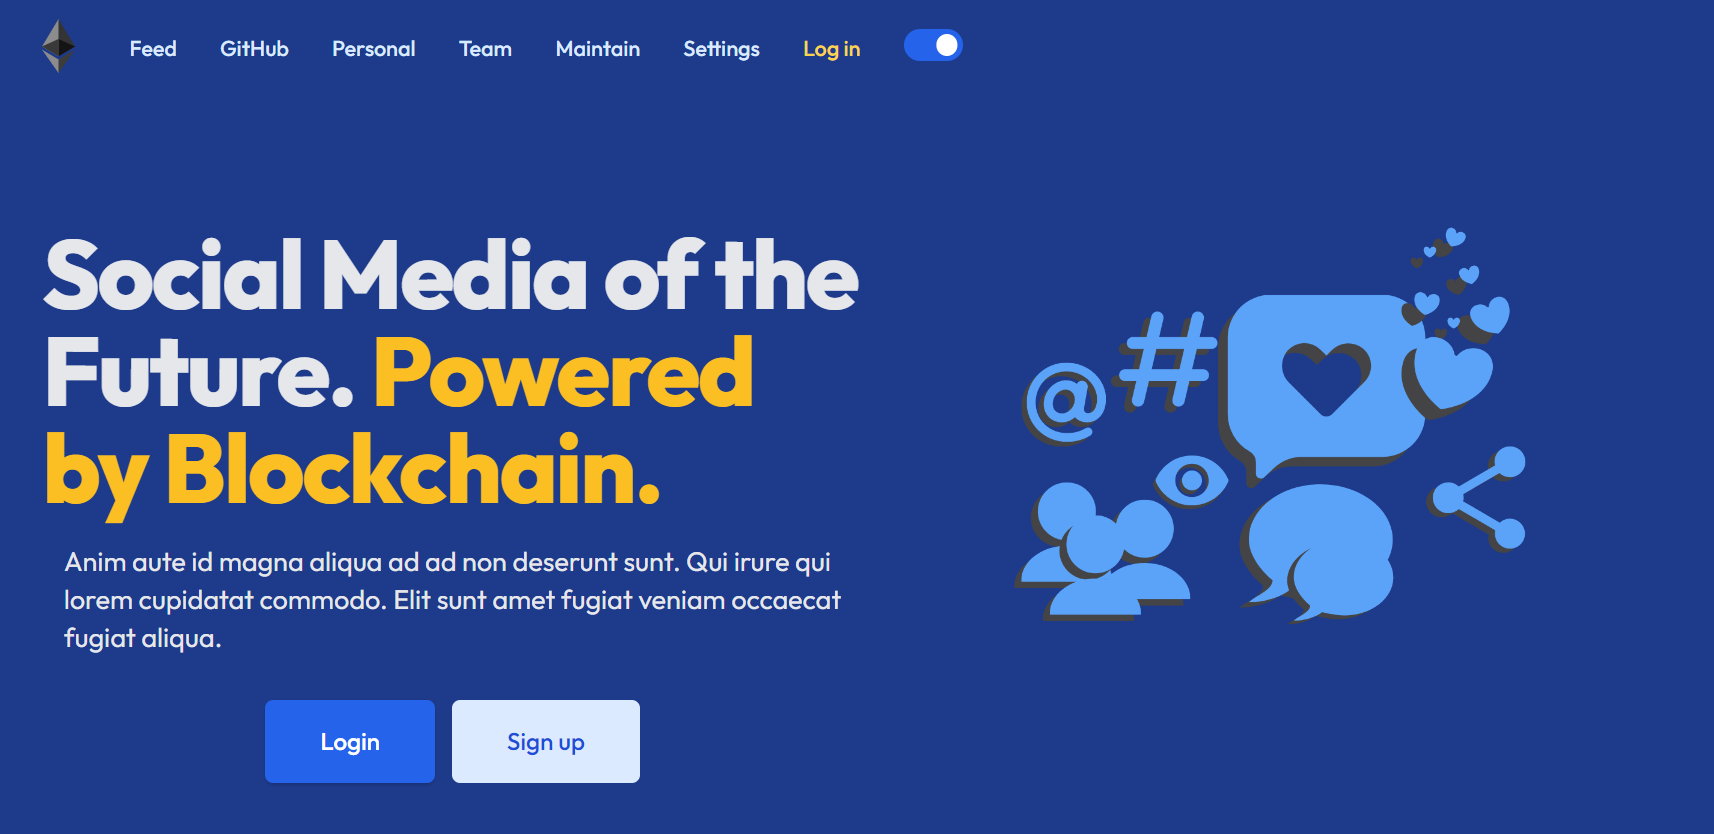 Feed GitHub Personal Team Maintain Settings Log in
Social Media of the
Future. Powered
by Blockchain.
Anim aute id magna aliqua ad ad non deserunt sunt. Qui irure qui
lorem cupidatat commodo. Elit sunt amet fugiat veniam occaecat
fugiat aliqua.
Login Sign up
@ #